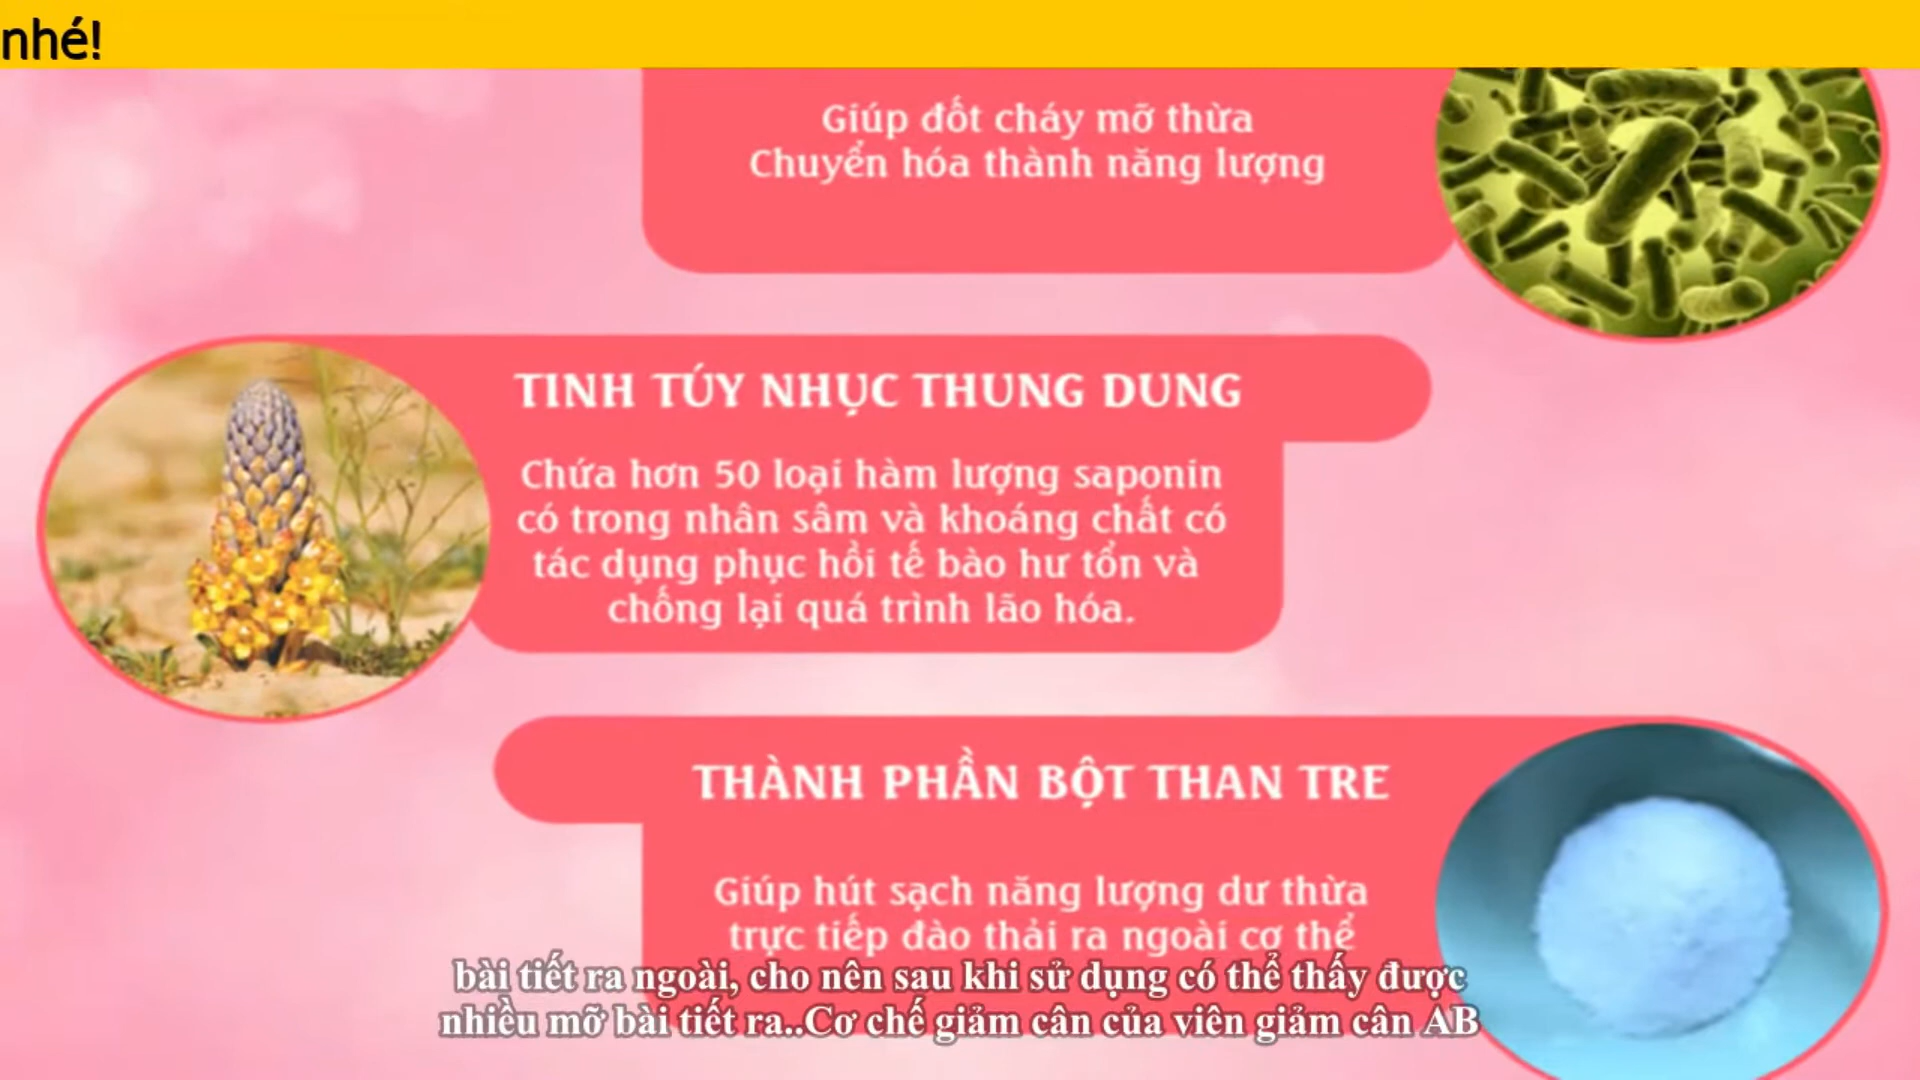 nhé!
Giúp đốt cháy mỡ thừa
Chuyển hóa thành năng lượng
TINH TÚY NHỤC THUNG DUNG
Chứa hơn 50 loại hàm lượng saponin
có trong nhân sâm và khoáng chất có
tác dụng phục hồi tế bào hư tổn và
chống lại quá trình lão hóa.
THÀNH PHẦN BỘT THAN TRE
Giúp hút sạch năng lượng dư thừa
trực tiếp đào thải ra ngoài cơ thể
bài tiết ra ngoài, cho nên sau khi sử dụng có thể thấy được
nhiều mỡ bài tiết ra..Cơ chế giảm cân của viên giảm cân AB